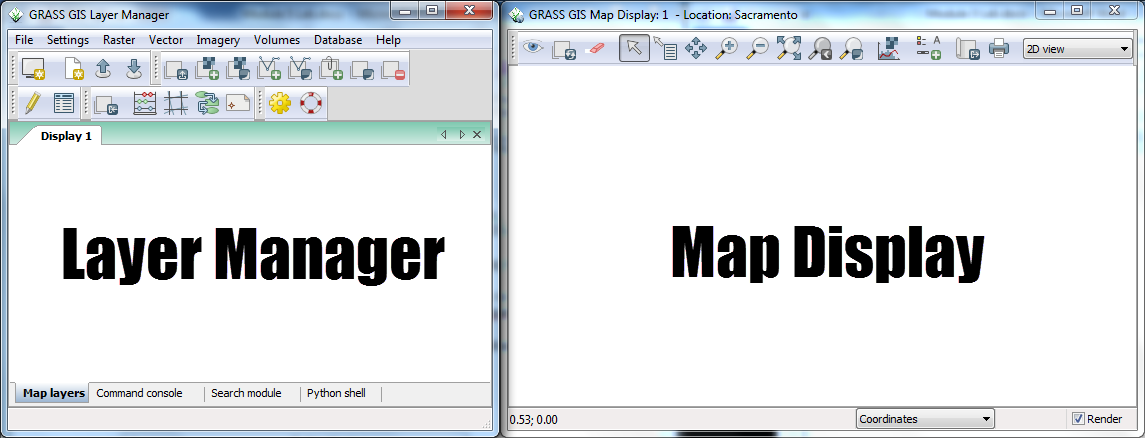 GRASS GIS Layer Manager
File Settings Raster Vector Imagery Volumes Database Help
Display 1
Layer Manager
Map layers Command console Search module Python shell
GRASS GIS Map Display: 1 - Location: Sacramento
A
2D view
Map Display
0.53; 0.00 Coordinates Render